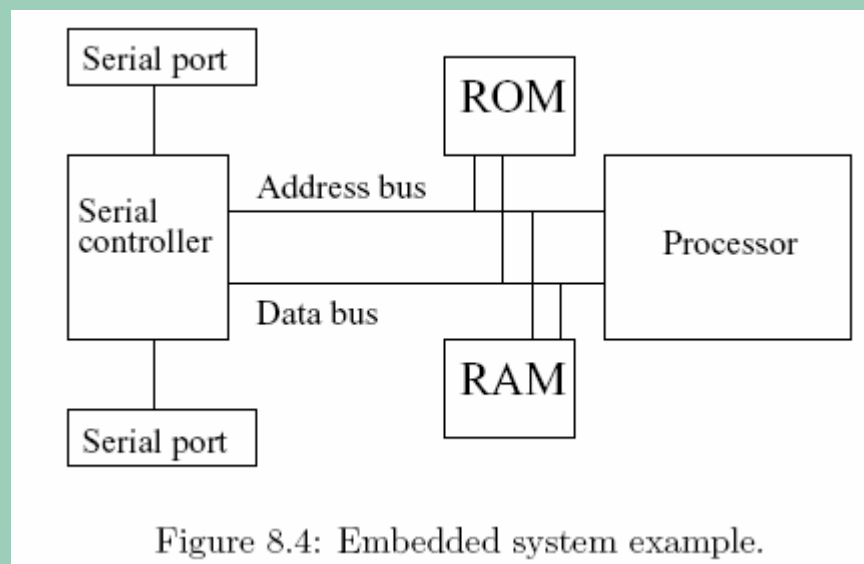 Serial port
ROM
Address bus
Serial
controller
Processor
Data bus
RAM
Serial port
Figure 8.4: Embedded system example.